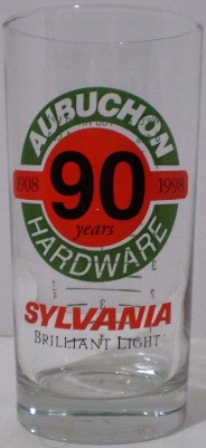 AUBUCHON
1908 90 1998
years
HARDWARE
SYLVANIA
BRILLIANT LIGHT